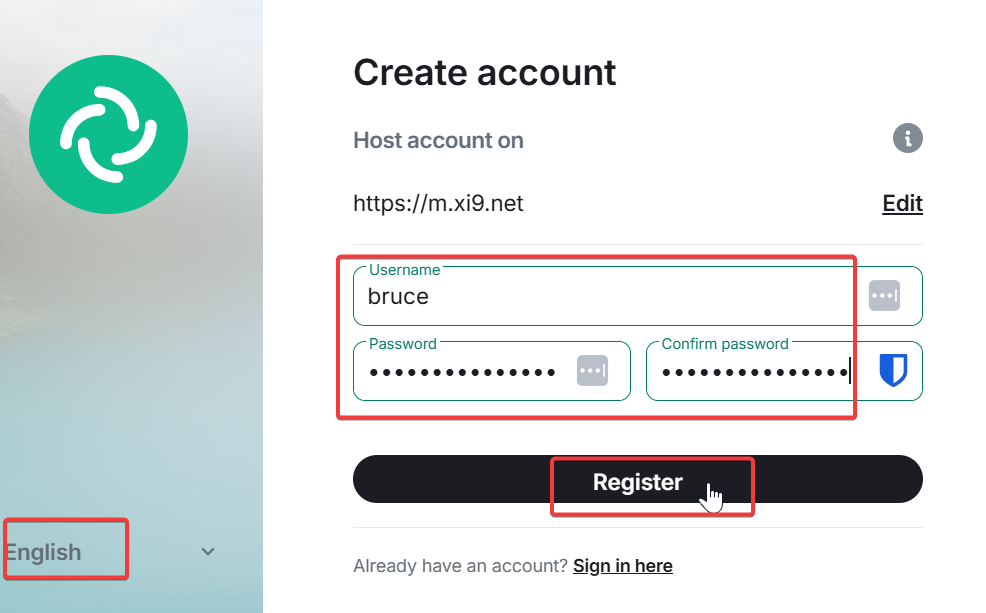 Create account
Host account on
https://m.xi9.net
Edit
Username
bruce
Password
Confirm password
•••••••••••••••
•••••••••••••••
Register
English
Already have an account? Sign in here